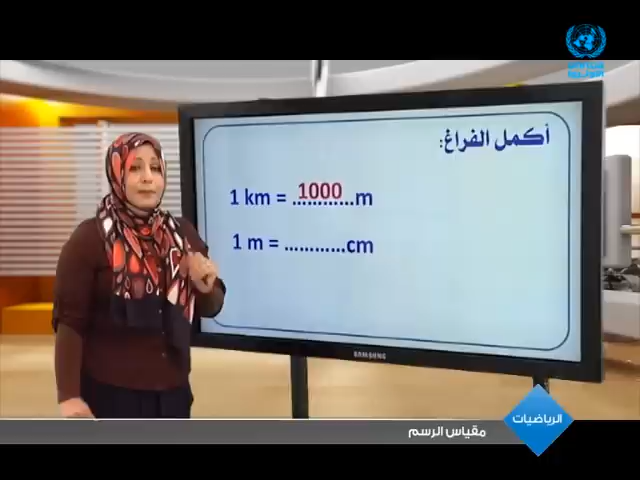 أكمل الفراغ:
1 km = ...1000...m
1 m = ............cm
SAMSUNG
الرياضيات
مقياس الرسم